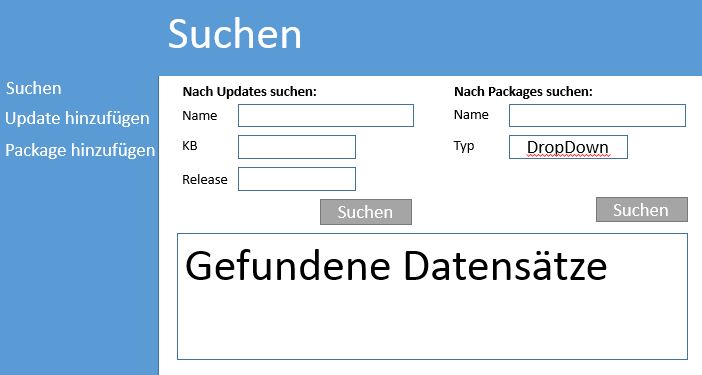 Suchen
Suchen
Update hinzufügen
Package hinzufügen
Nach Updates suchen:
Name
KB
Release
Suchen
Nach Packages suchen:
Name
Typ
DropDown
Suchen
Gefundene Datensätze